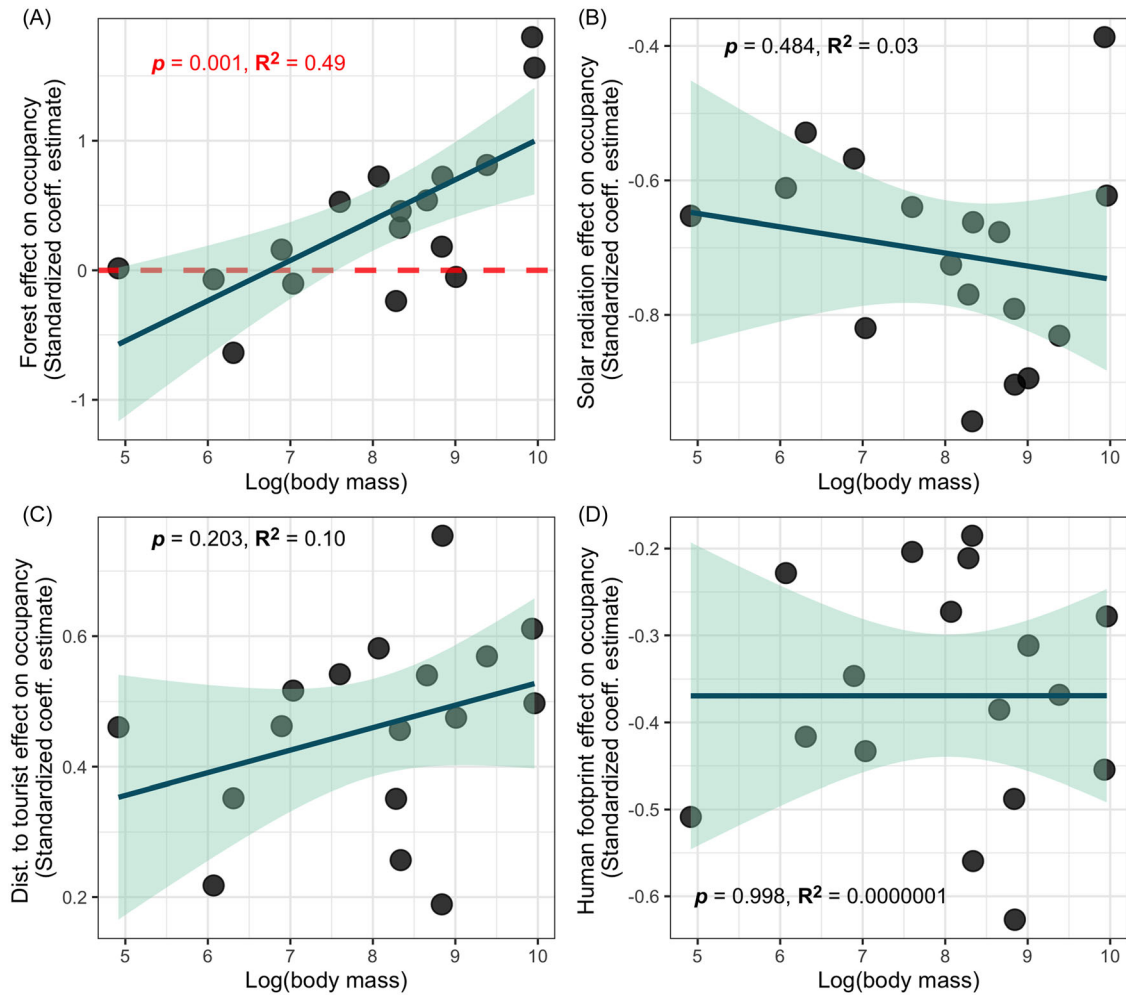 (A)
p = 0.001, R² = 0.49
Forest effect on occupancy
(Standardized coeff. estimate)
1
0
-1
5 6 7 8 9 10
Log(body mass)
(B)
p = 0.484, R² = 0.03
Solar radiation effect on occupancy
(Standardized coeff. estimate)
-0.4
-0.6
-0.8
5 6 7 8 9 10
Log(body mass)
(C)
p = 0.203, R² = 0.10
Dist. to tourist effect on occupancy
(Standardized coeff. estimate)
0.6
0.4
0.2
5 6 7 8 9 10
Log(body mass)
(D)
Human footprint effect on occupancy
(Standardized coeff. estimate)
-0.2
-0.3
-0.4
-0.5
-0.6
p = 0.998, R² = 0.0000001
5 6 7 8 9 10
Log(body mass)